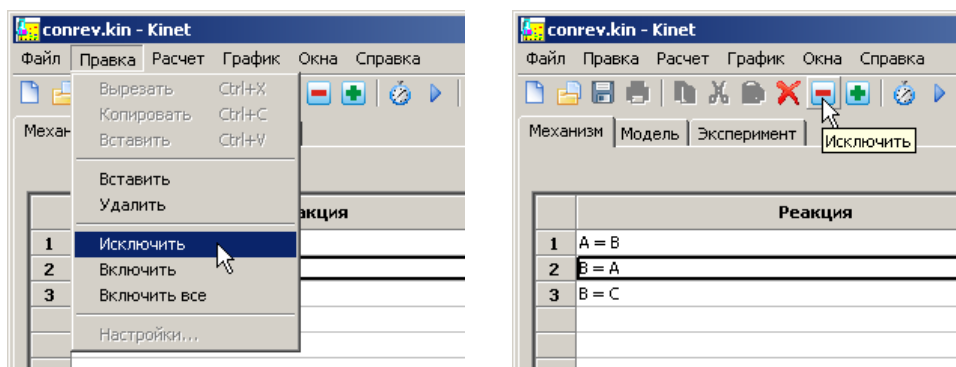 conrev.kin - Kinet
Файл Правка Расчет График Окна Справка
Вырезать Ctrl+X
Копировать Ctrl+C
Вставить Ctrl+V
Вставить
Удалить
Исключить
Включить
Включить все
Настройки...
Механ
акция
1
2
3
conrev.kin - Kinet
Файл Правка Расчет График Окна Справка
Исключить
Механизм Модель Эксперимент
Реакция
1 A = B
2 B = A
3 B = C